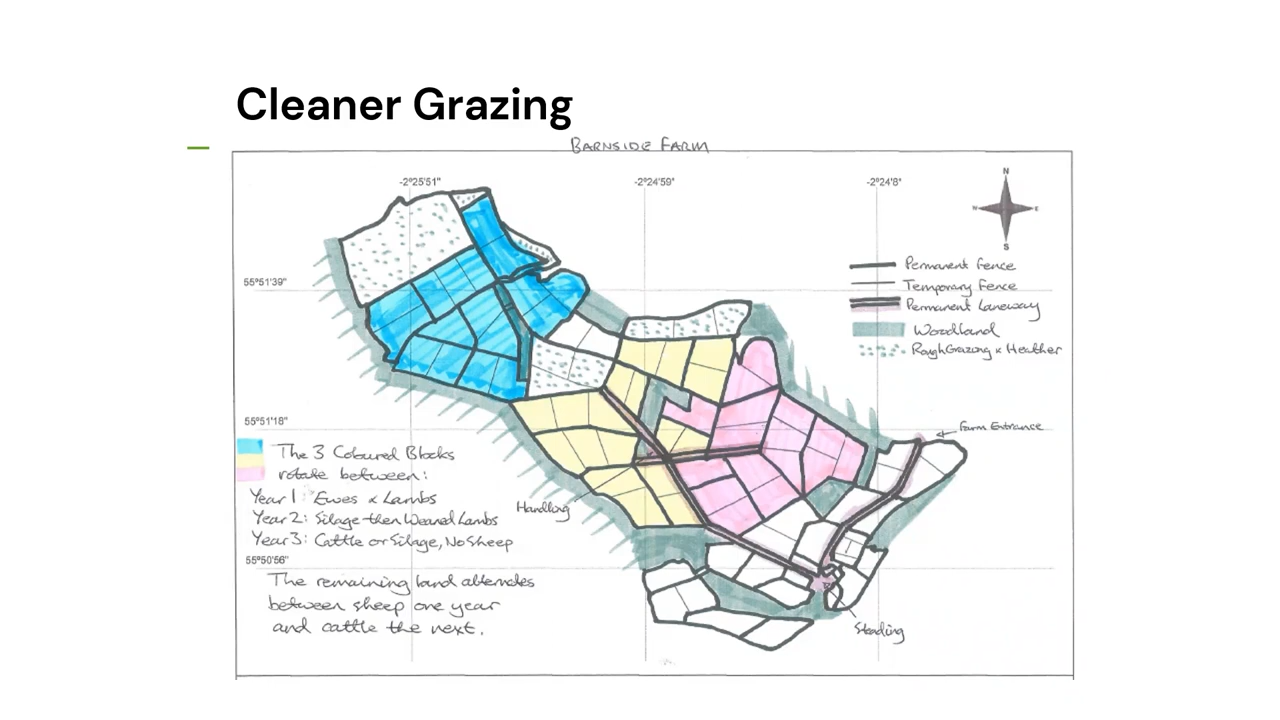 Cleaner Grazing
BARNSIDE FARM
-2°25'51"
-2°24'59"
-2°24'8"
N
W
E
S
55°51'39"
Permanent Fence
Temporary Fence
Permanent Laneway
Woodland
Rough Grazing & Heather
55°51'18"
Farm Entrance
The 3 Coloured Blocks
rotate between:
Year 1: Ewes & Lambs
Year 2: Silage then Weaned Lambs
Year 3: Cattle or Silage, No Sheep
Handling
55°50'56"
The remaining land alternates
between sheep one year
and cattle the next.
Steading